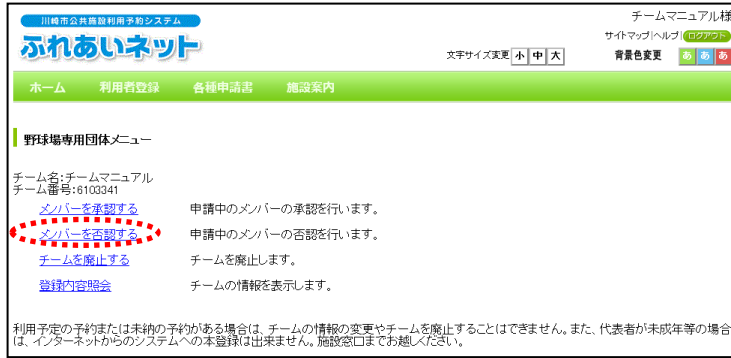 チームマニュアル様
川崎市公共施設利用予約システム
ふれあいネット
サイトマップ|ヘルプ|ログアウト
文字サイズ変更 小 中 大 背景色変更 あ あ あ
ホーム 利用者登録 各種申請書 施設案内
野球場専用団体メニュー
チーム名:チームマニュアル
チーム番号:6103341
メンバーを承認する 申請中のメンバーの承認を行います。
メンバーを否認する 申請中のメンバーの否認を行います。
チームを廃止する チームを廃止します。
登録内容照会 チームの情報を表示します。
利用予定の予約または未納の予約がある場合は、チームの情報の変更やチームを廃止することはできません。また、代表者が未成年等の場合
は、インターネットからのシステムへの本登録は出来ません。施設窓口までお越しください。